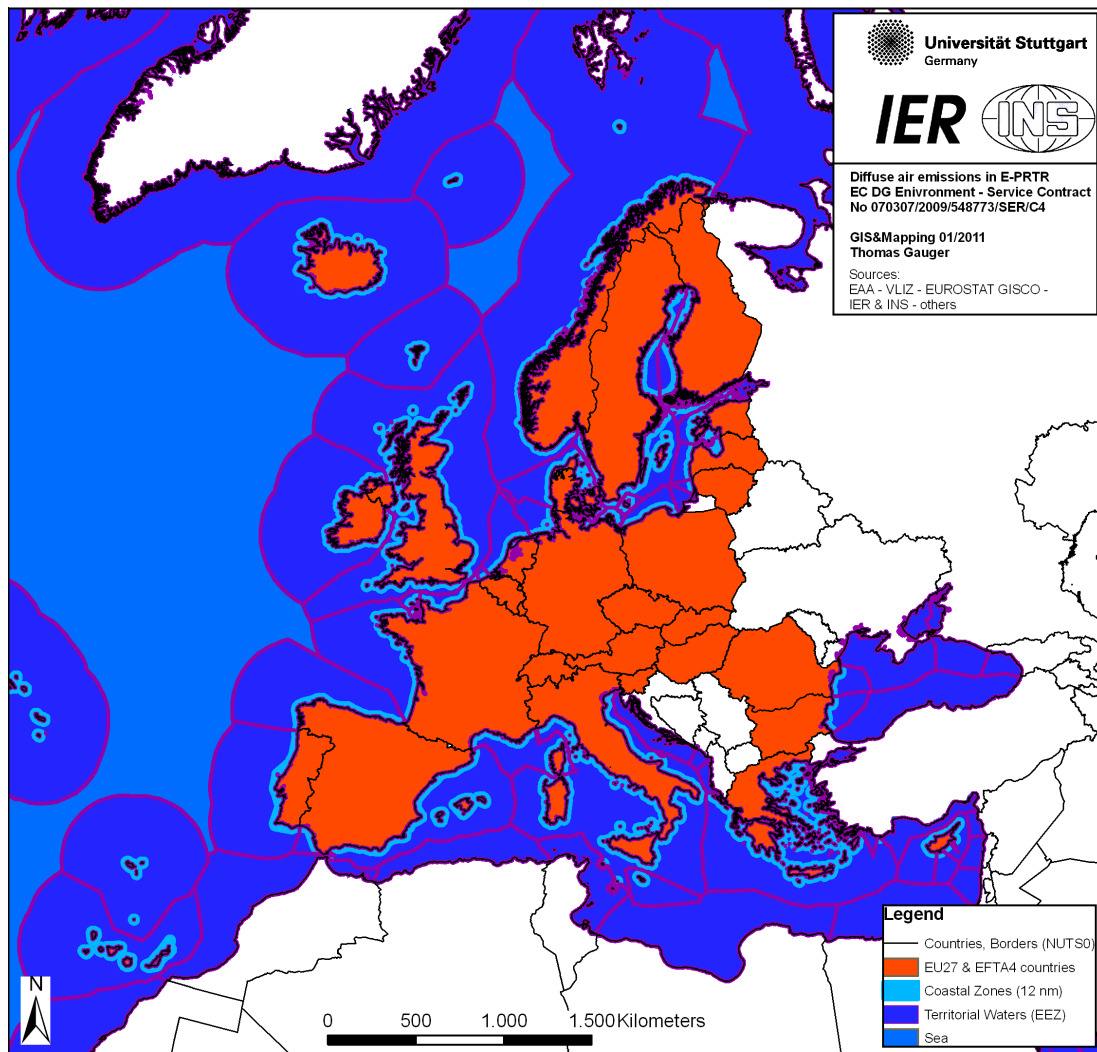 Universität Stuttgart
Germany
IER
INS
Diffuse air emissions in E-PRTR
EC DG Enivronment - Service Contract
No 070307/2009/548773/SER/C4
GIS&Mapping 01/2011
Thomas Gauger
Sources:
EAA - VLIZ - EUROSTAT GISCO -
IER & INS - others
Legend
Countries, Borders (NUTS0)
EU27 & EFTA4 countries
Coastal Zones (12 nm)
Territorial Waters (EEZ)
Sea
N
0 500 1.000 1.500 Kilometers